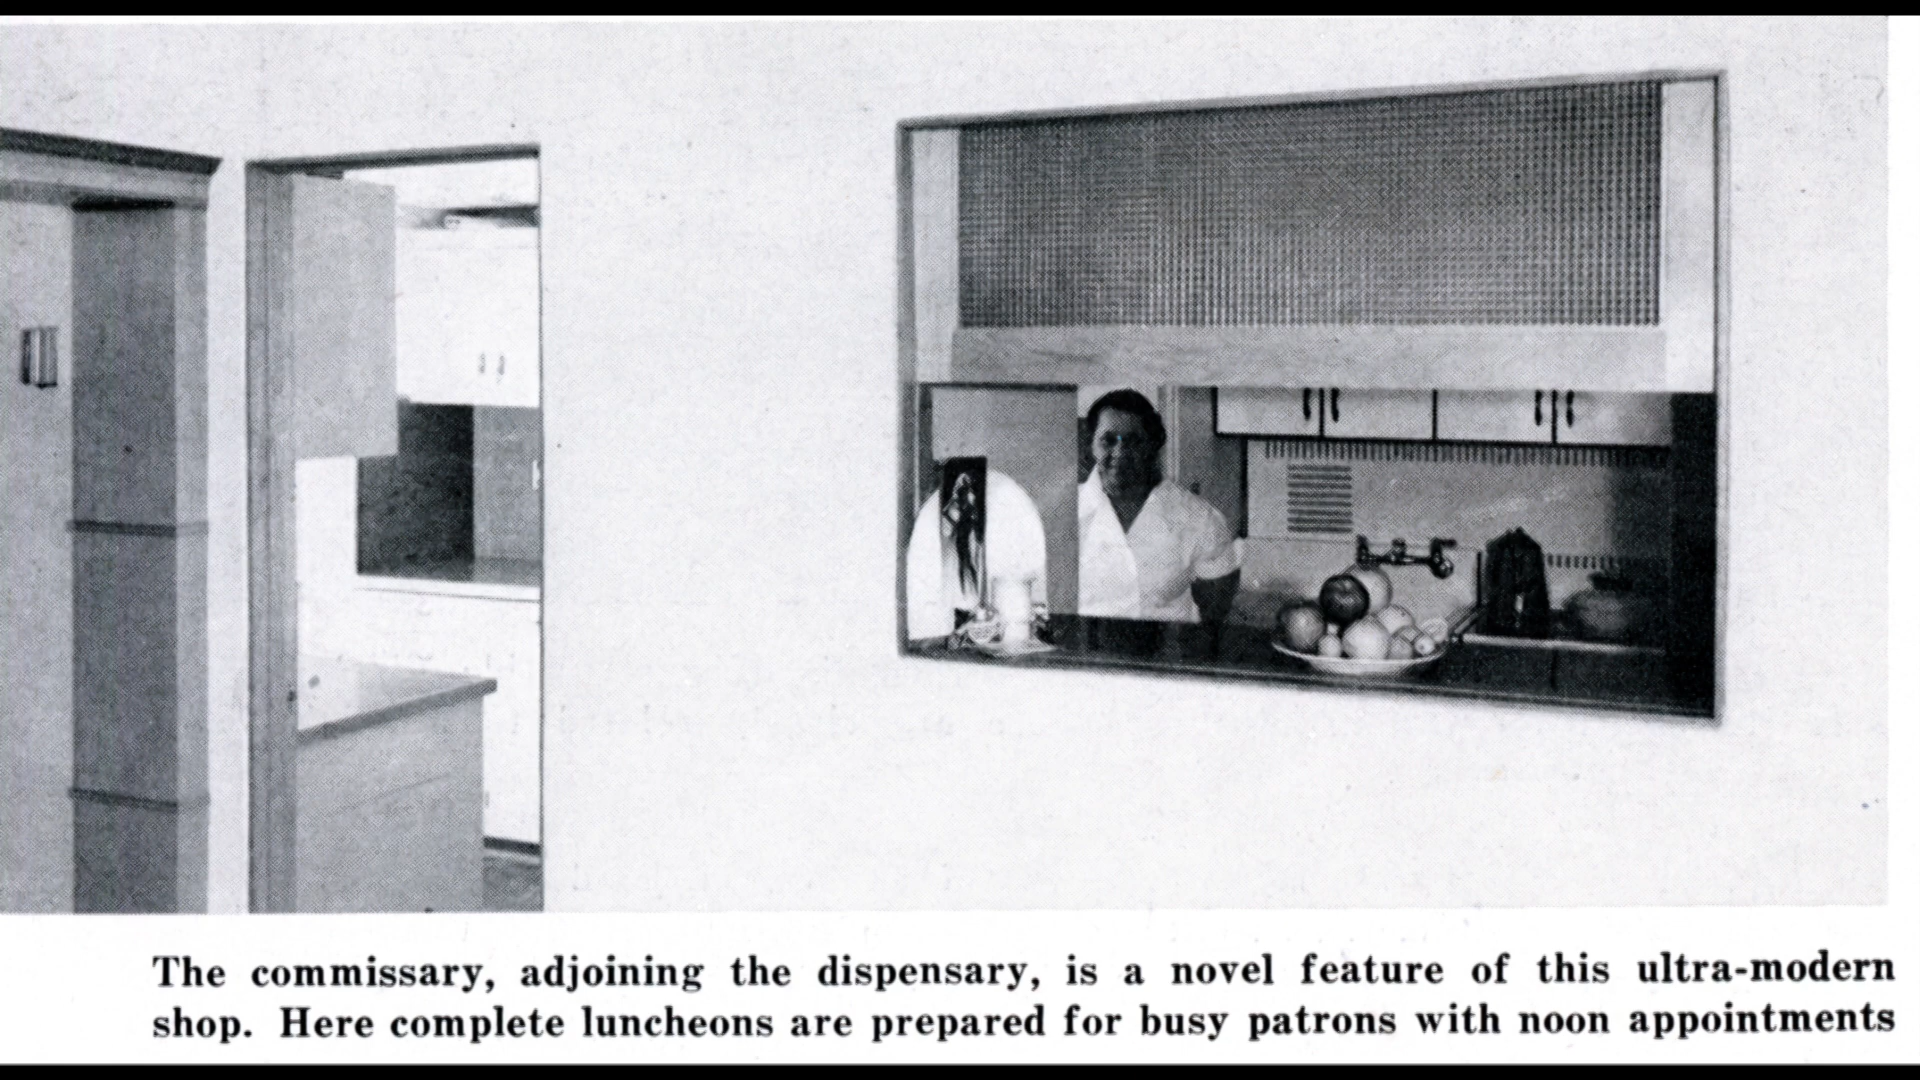 The commissary, adjoining the dispensary, is a novel feature of this ultra-modern
shop. Here complete luncheons are prepared for busy patrons with noon appointments